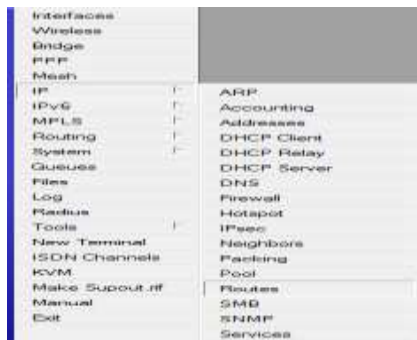 Interfaces
Wireless
Bridge
PPP
Mesh
IP
IPv6
MPLS
Routing
System
Queues
Files
Log
Radius
Tools
New Terminal
ISDN Channels
KVM
Make Supout.rif
Manual
Exit
ARP
Accounting
Addresses
DHCP Client
DHCP Relay
DHCP Server
DNS
Firewall
Hotspot
IPsec
Neighbors
Packing
Pool
Routes
SMB
SNMP
Services